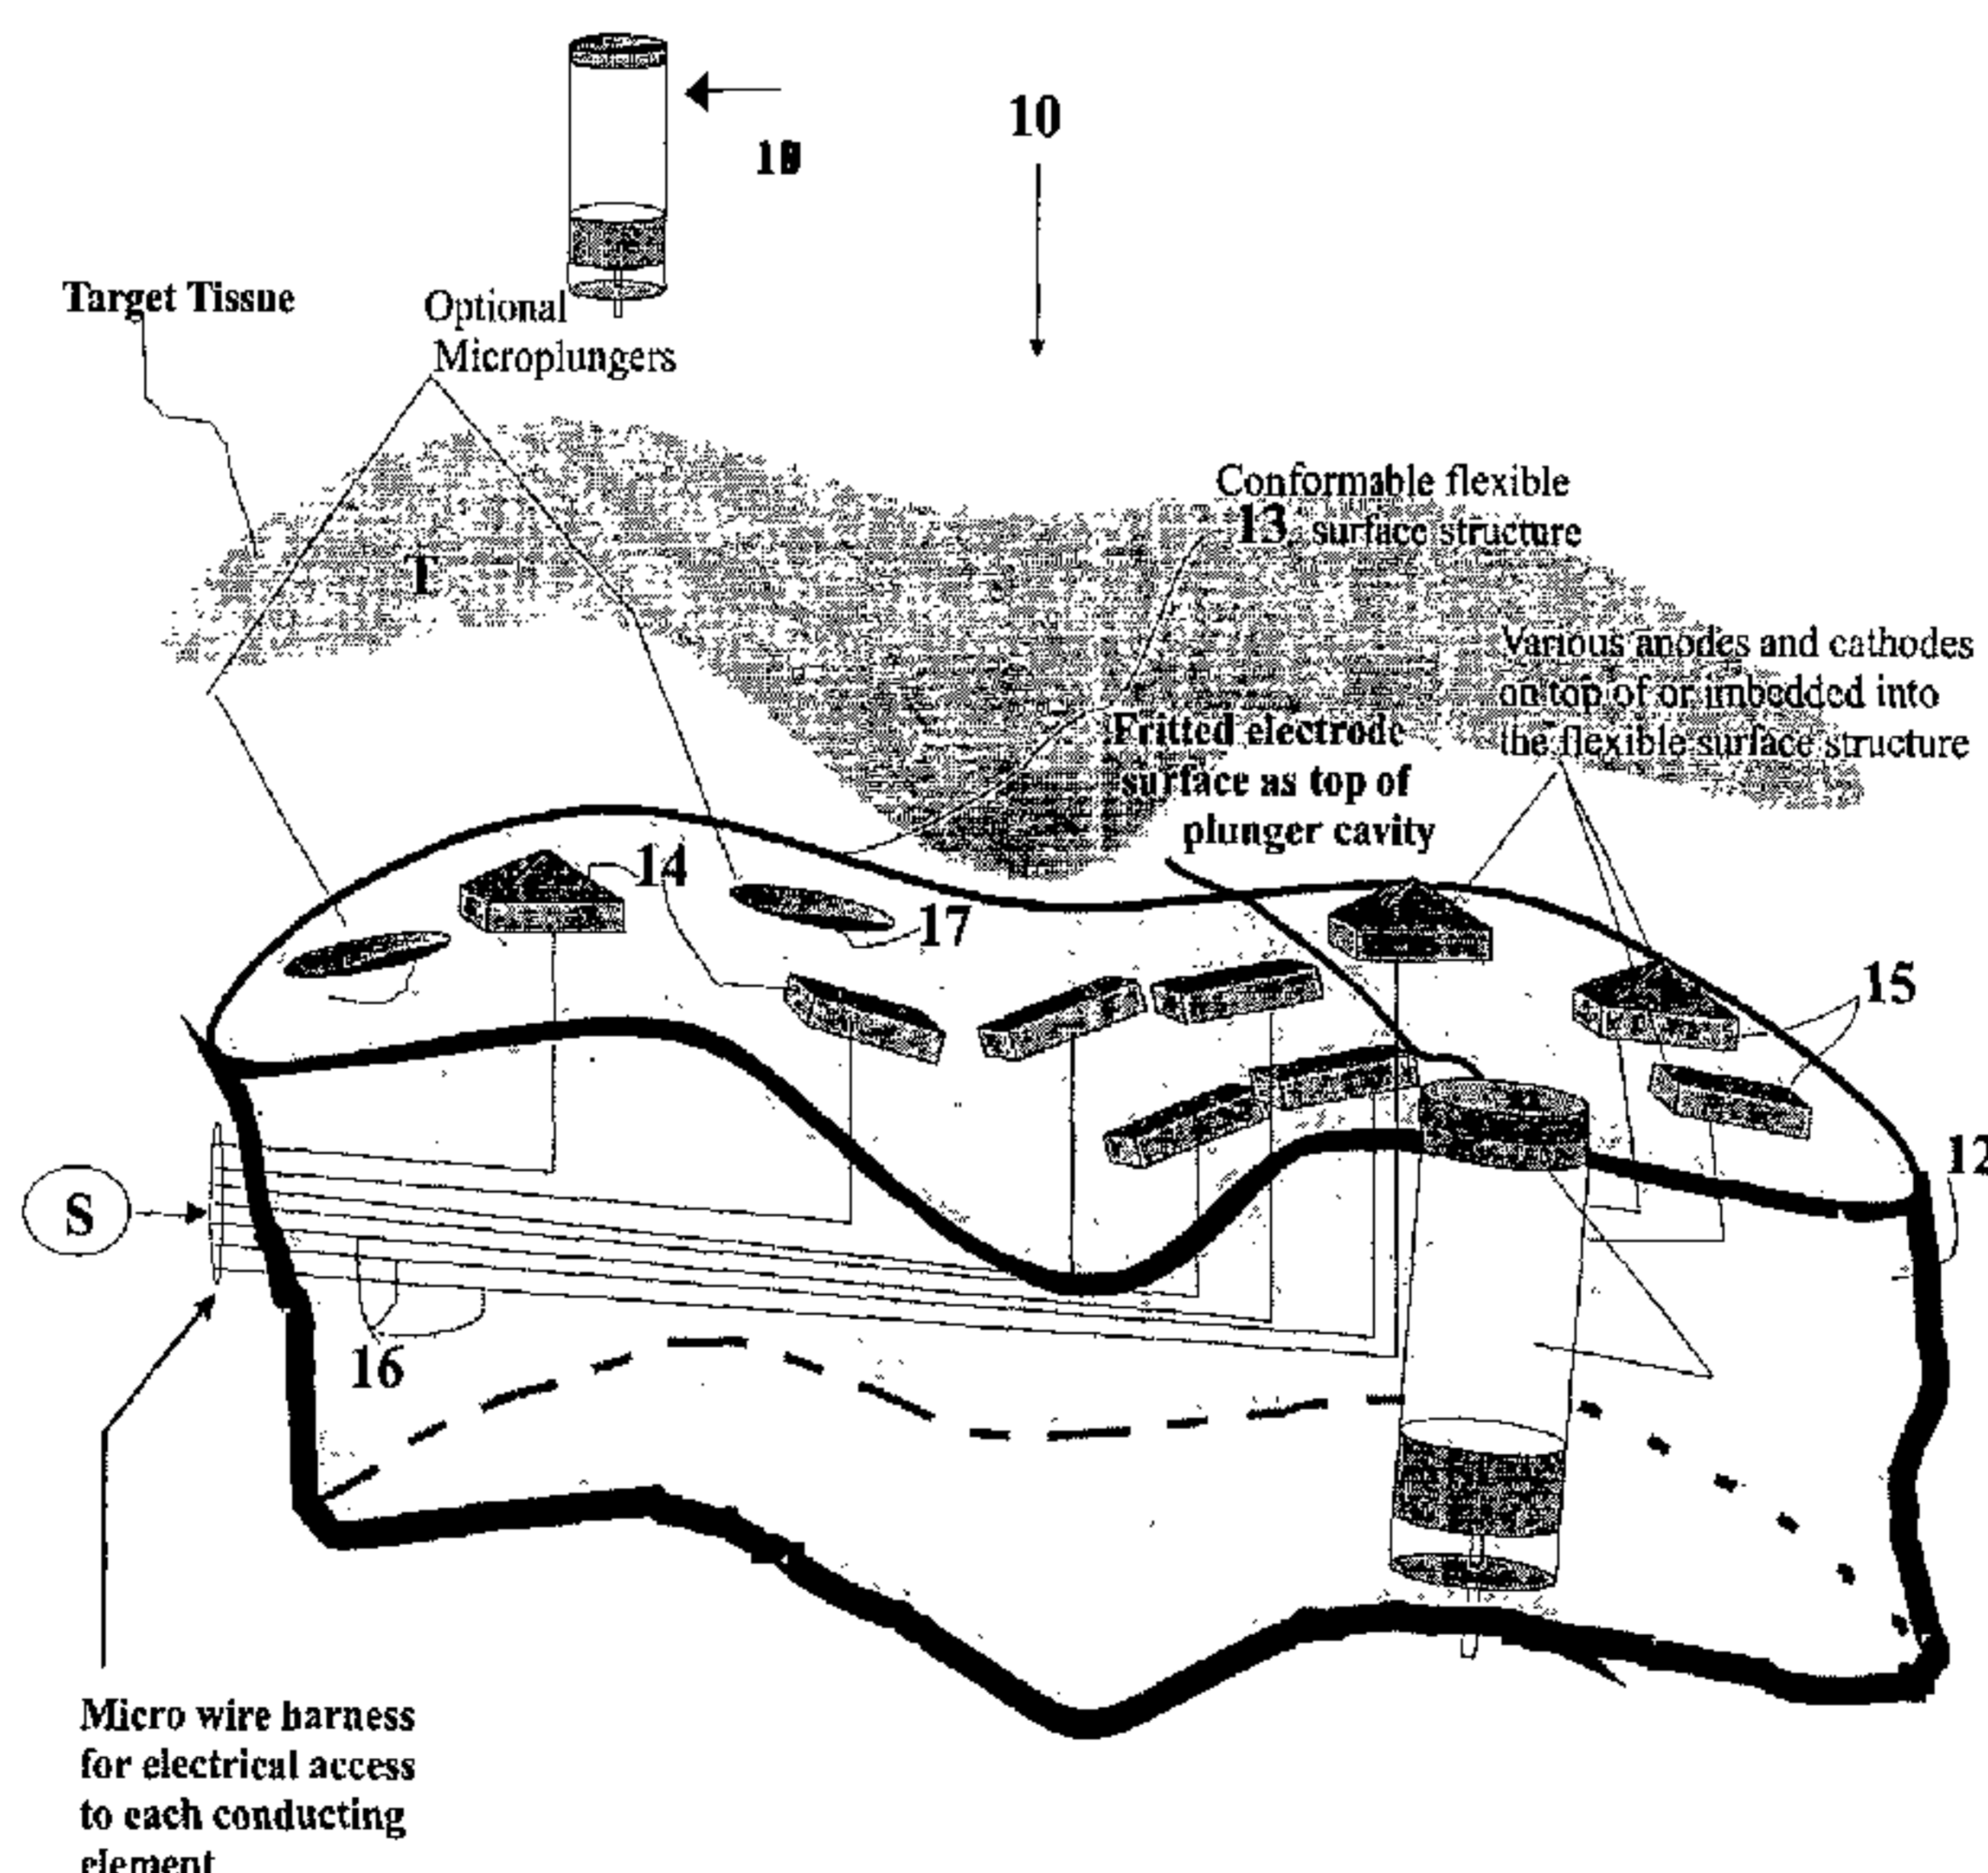 10
Target Tissue
Optional
Microplungers
T
Conformable flexible
13 surface structure
Various anodes and cathodes
on top of or imbedded into
the flexible surface structure
Fritted electrode
surface as top of
plunger cavity
14
17
15
12
S
16
Micro wire harness
for electrical access
to each conducting
element